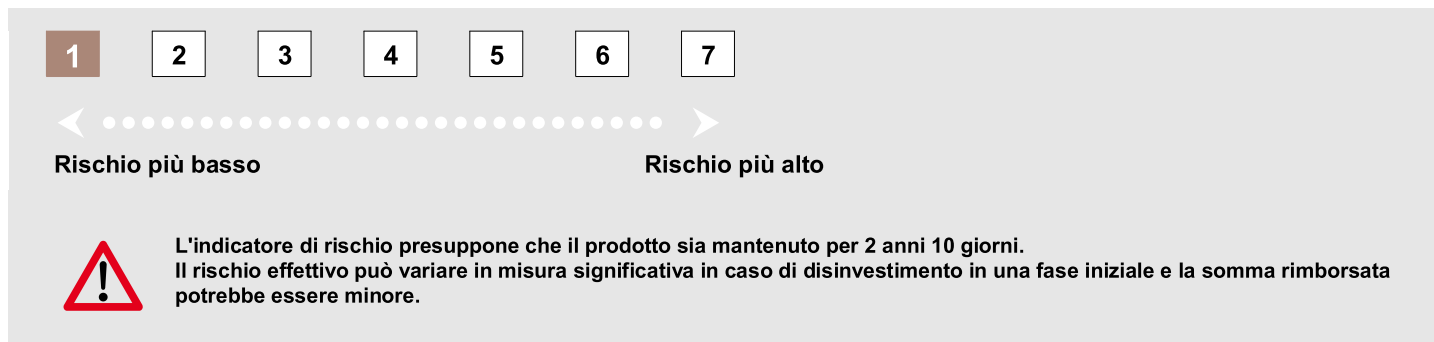 1 2 3 4 5 6 7
Rischio più basso Rischio più alto
L'indicatore di rischio presuppone che il prodotto sia mantenuto per 2 anni 10 giorni.
Il rischio effettivo può variare in misura significativa in caso di disinvestimento in una fase iniziale e la somma rimborsata
potrebbe essere minore.